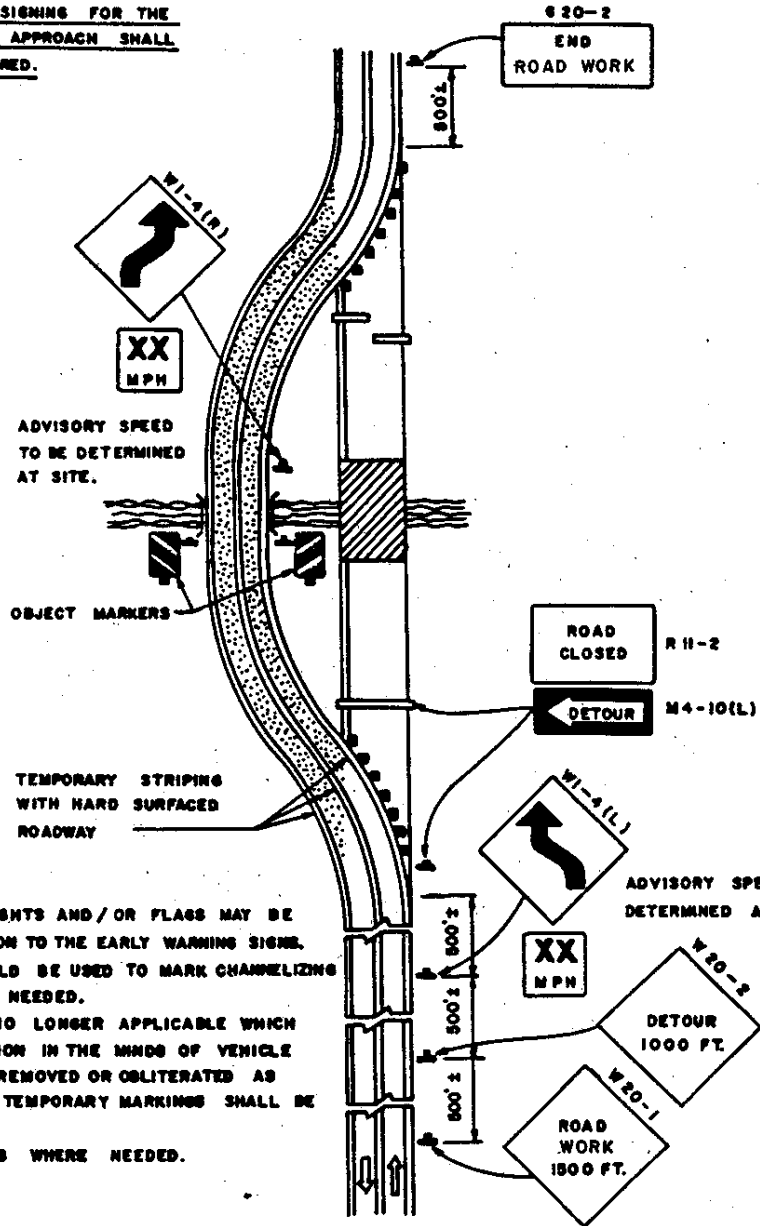 SIGNING FOR THE
APPROACH SHALL
G 20-2
END
ROAD WORK
500'±
W1-4(R)
XX
MPH
ADVISORY SPEED
TO BE DETERMINED
AT SITE.
OBJECT MARKERS
ROAD
CLOSED
R 11-2
DETOUR
M4-10(L)
TEMPORARY STRIPING
WITH HARD SURFACED
ROADWAY
W1-4(L)
ADVISORY SPE
DETERMINED A
XX
MPH
500'±
500'±
500'±
W20-2
DETOUR
1000 FT.
W20-1
ROAD
WORK
1500 FT.
GHTS AND/OR FLAGS MAY BE
ON TO THE EARLY WARNING SIGNS.
LD BE USED TO MARK CHANNELIZING
NEEDED.
NO LONGER APPLICABLE WHICH
ION IN THE MINDS OF VEHICLE
REMOVED OR OBLITERATED AS
TEMPORARY MARKINGS SHALL BE
S WHERE NEEDED.